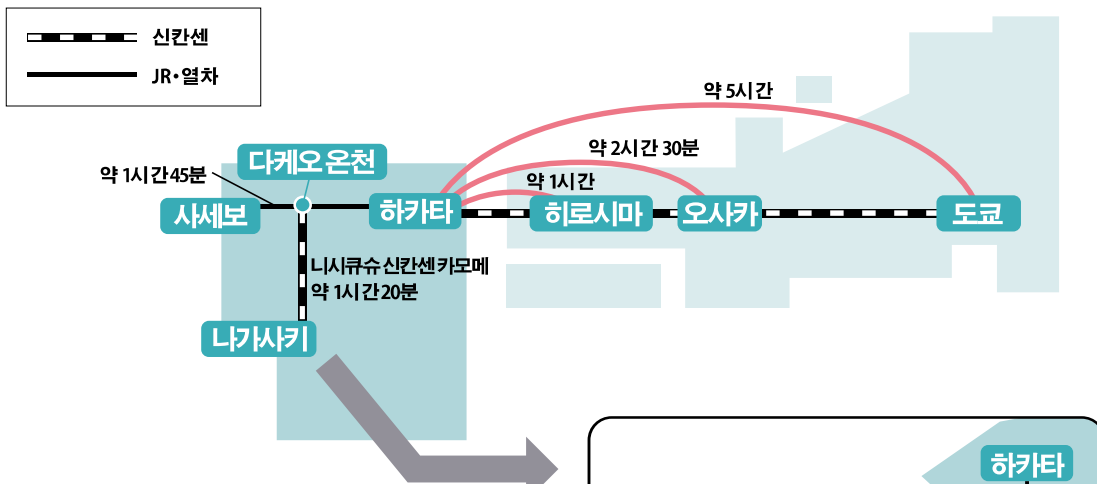 신칸센
JR•열차
약 5시간
약 2시간 30분
약 1시간
다케오 온천
약 1시간45분
사세보
하카타
히로시마
오사카
도쿄
니시큐슈 신칸센 카모메
약 1시간20분
나가사키
하카타